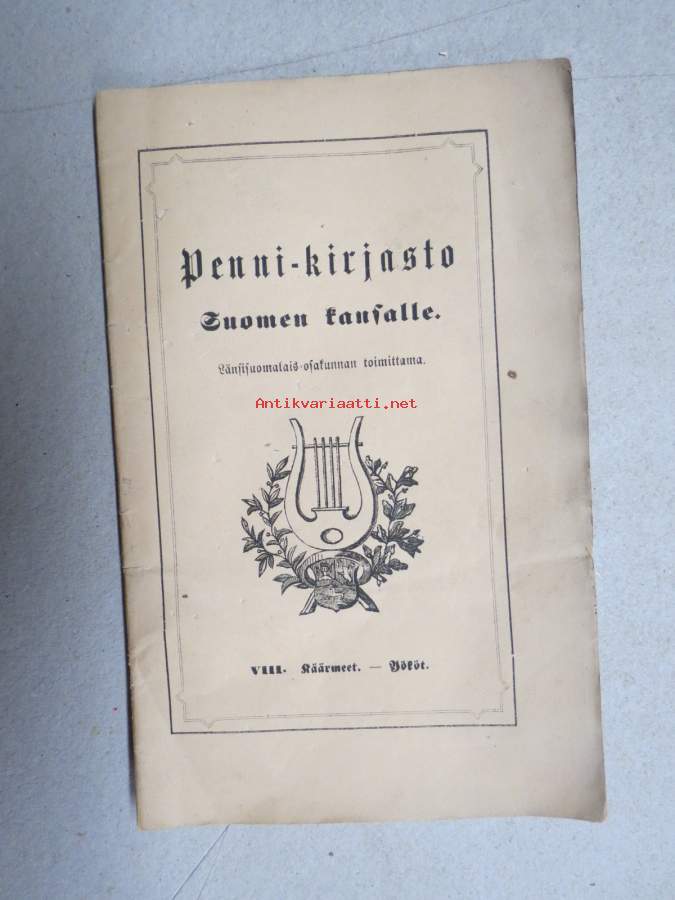 Penni-kirjasto
Suomen kansalle.
Länsisuomalais-osakunnan toimittama.
Antikvariaatti.net
VIII. Käärmeet. — Yököt.